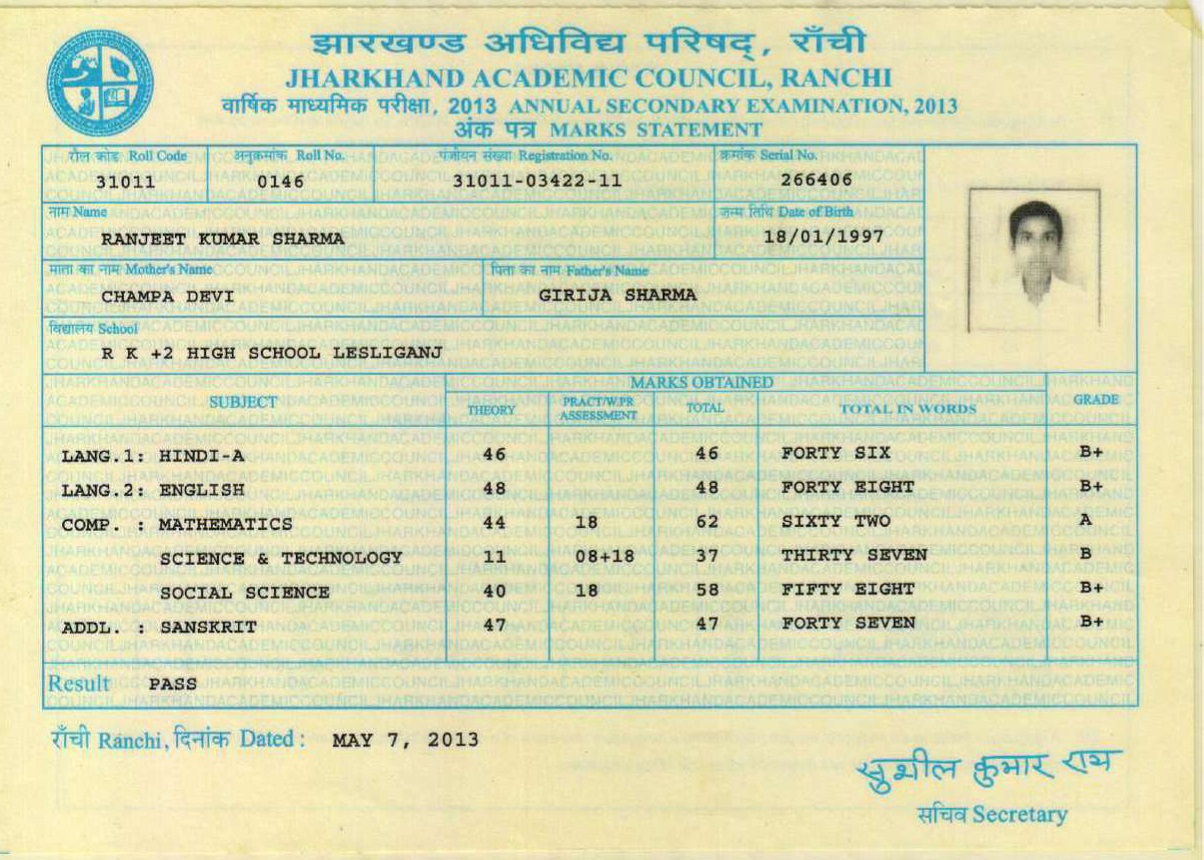 झारखण्ड अधिविद्य परिषद्, राँची
JHARKHAND ACADEMIC COUNCIL, RANCHI
वार्षिक माध्यमिक परीक्षा, 2013 ANNUAL SECONDARY EXAMINATION, 2013
अंक पत्र MARKS STATEMENT
रौल कोड Roll Code अनुक्रमांक Roll No. पंजीयन संख्या Registration No. क्रमांक Serial No.
31011 0146 31011-03422-11 266406
नाम Name जन्म तिथि Date of Birth
RANJEET KUMAR SHARMA 18/01/1997
माता का नाम Mother's Name पिता का नाम Father's Name
CHAMPA DEVI GIRIJA SHARMA
विद्यालय School
R K +2 HIGH SCHOOL LESLIGANJ
MARKS OBTAINED
SUBJECT THEORY PRACT/W.PR ASSESSMENT TOTAL TOTAL IN WORDS GRADE
LANG.1: HINDI-A 46 46 FORTY SIX B+
LANG.2: ENGLISH 48 48 FORTY EIGHT B+
COMP. : MATHEMATICS 44 18 62 SIXTY TWO A
SCIENCE & TECHNOLOGY 11 08+18 37 THIRTY SEVEN B
SOCIAL SCIENCE 40 18 58 FIFTY EIGHT B+
ADDL. : SANSKRIT 47 47 FORTY SEVEN B+
Result PASS
राँची Ranchi, दिनांक Dated : MAY 7, 2013
सुशील कुमार राय
सचिव Secretary